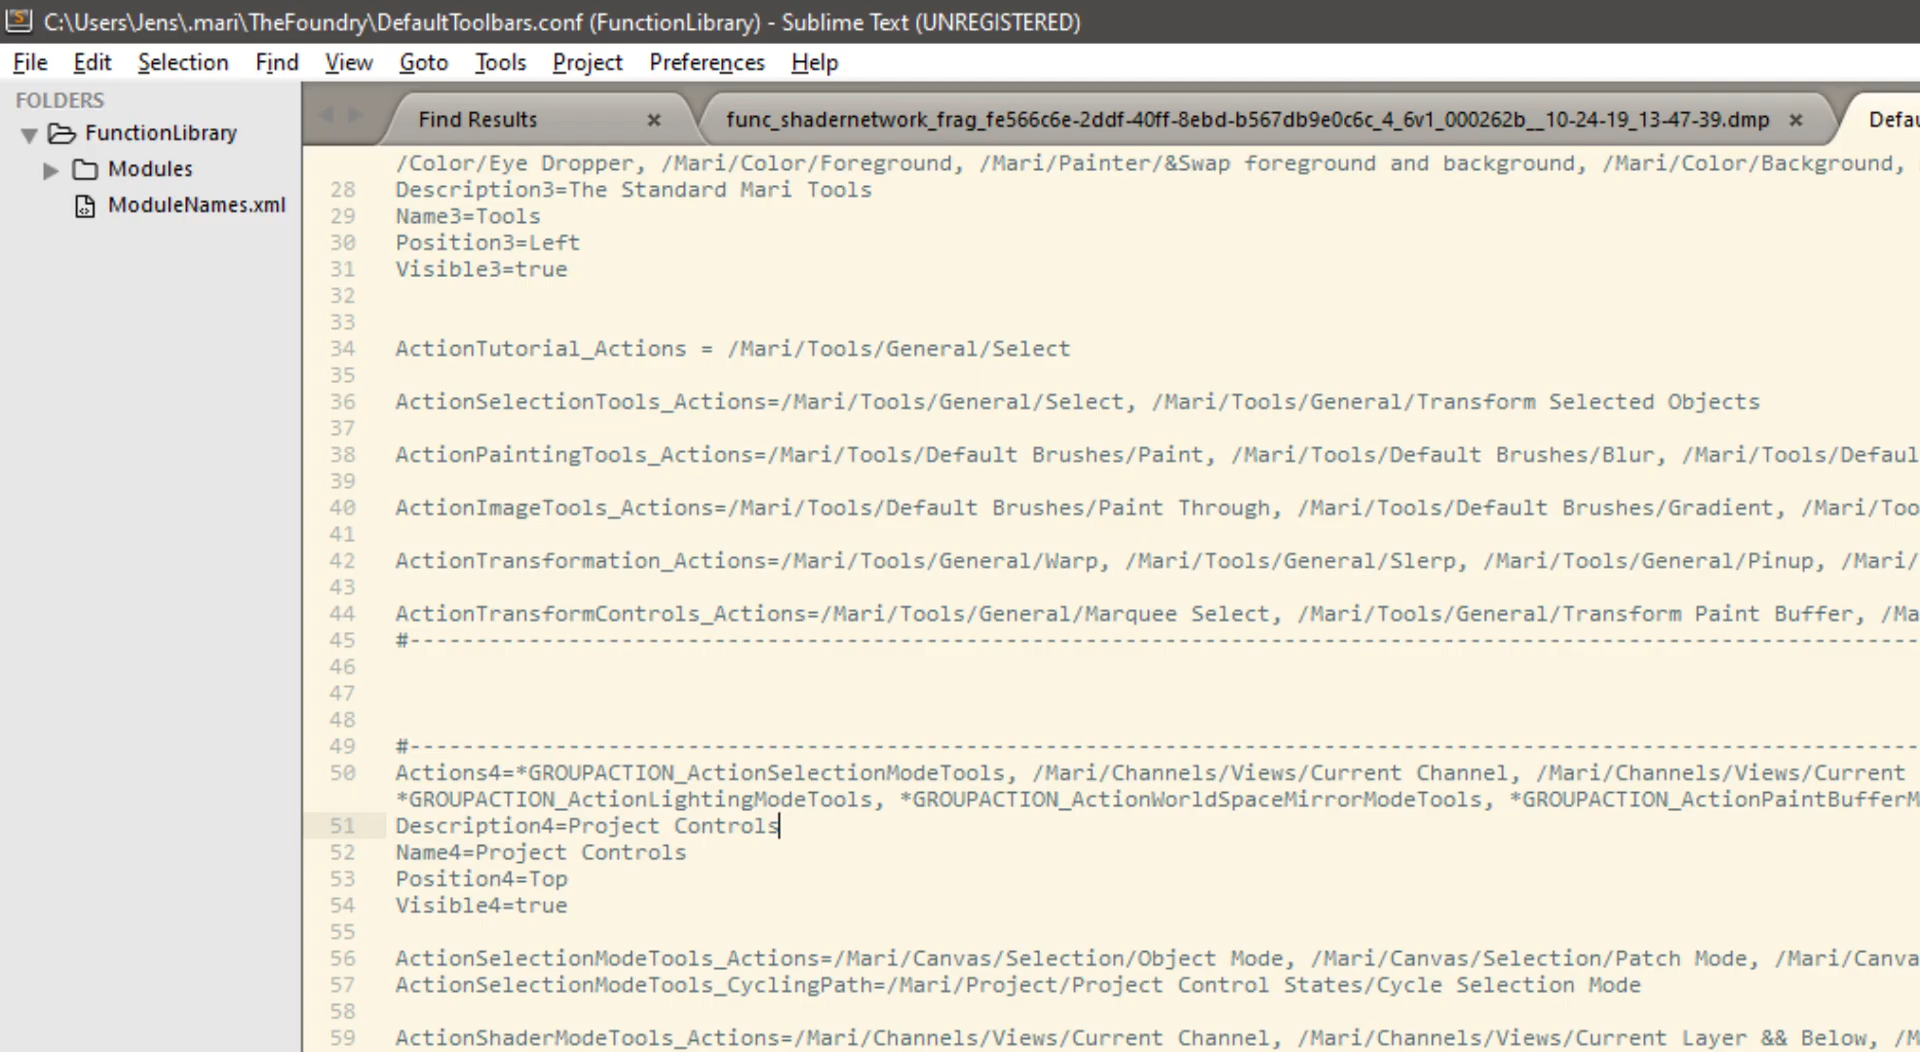 C:\Users\Jens\.mari\TheFoundry\DefaultToolbars.conf (FunctionLibrary) - Sublime Text (UNREGISTERED)
File Edit Selection Find View Goto Tools Project Preferences Help
FOLDERS
FunctionLibrary
Modules
ModuleNames.xml
Find Results × func_shadernetwork_frag_fe566c6e-2ddf-40ff-8ebd-b567db9e0c6c_4_6v1_000262b__10-24-19_13-47-39.dmp × Defau
/Color/Eye Dropper, /Mari/Color/Foreground, /Mari/Painter/&Swap foreground and background, /Mari/Color/Background,
28 Description3=The Standard Mari Tools
29 Name3=Tools
30 Position3=Left
31 Visible3=true
32
33
34 ActionTutorial_Actions = /Mari/Tools/General/Select
35
36 ActionSelectionTools_Actions=/Mari/Tools/General/Select, /Mari/Tools/General/Transform Selected Objects
37
38 ActionPaintingTools_Actions=/Mari/Tools/Default Brushes/Paint, /Mari/Tools/Default Brushes/Blur, /Mari/Tools/Defaul
39
40 ActionImageTools_Actions=/Mari/Tools/Default Brushes/Paint Through, /Mari/Tools/Default Brushes/Gradient, /Mari/Too
41
42 ActionTransformation_Actions=/Mari/Tools/General/Warp, /Mari/Tools/General/Slerp, /Mari/Tools/General/Pinup, /Mari/
43
44 ActionTransformControls_Actions=/Mari/Tools/General/Marquee Select, /Mari/Tools/General/Transform Paint Buffer, /Ma
45 #-------------------------------------------------------------------------------------------------------------------
46
47
48
49 #-------------------------------------------------------------------------------------------------------------------
50 Actions4=*GROUPACTION_ActionSelectionModeTools, /Mari/Channels/Views/Current Channel, /Mari/Channels/Views/Current
*GROUPACTION_ActionLightingModeTools, *GROUPACTION_ActionWorldSpaceMirrorModeTools, *GROUPACTION_ActionPaintBufferM
51 Description4=Project Controls
52 Name4=Project Controls
53 Position4=Top
54 Visible4=true
55
56 ActionSelectionModeTools_Actions=/Mari/Canvas/Selection/Object Mode, /Mari/Canvas/Selection/Patch Mode, /Mari/Canva
57 ActionSelectionModeTools_CyclingPath=/Mari/Project/Project Control States/Cycle Selection Mode
58
59 ActionShaderModeTools_Actions=/Mari/Channels/Views/Current Channel, /Mari/Channels/Views/Current Layer && Below, /M